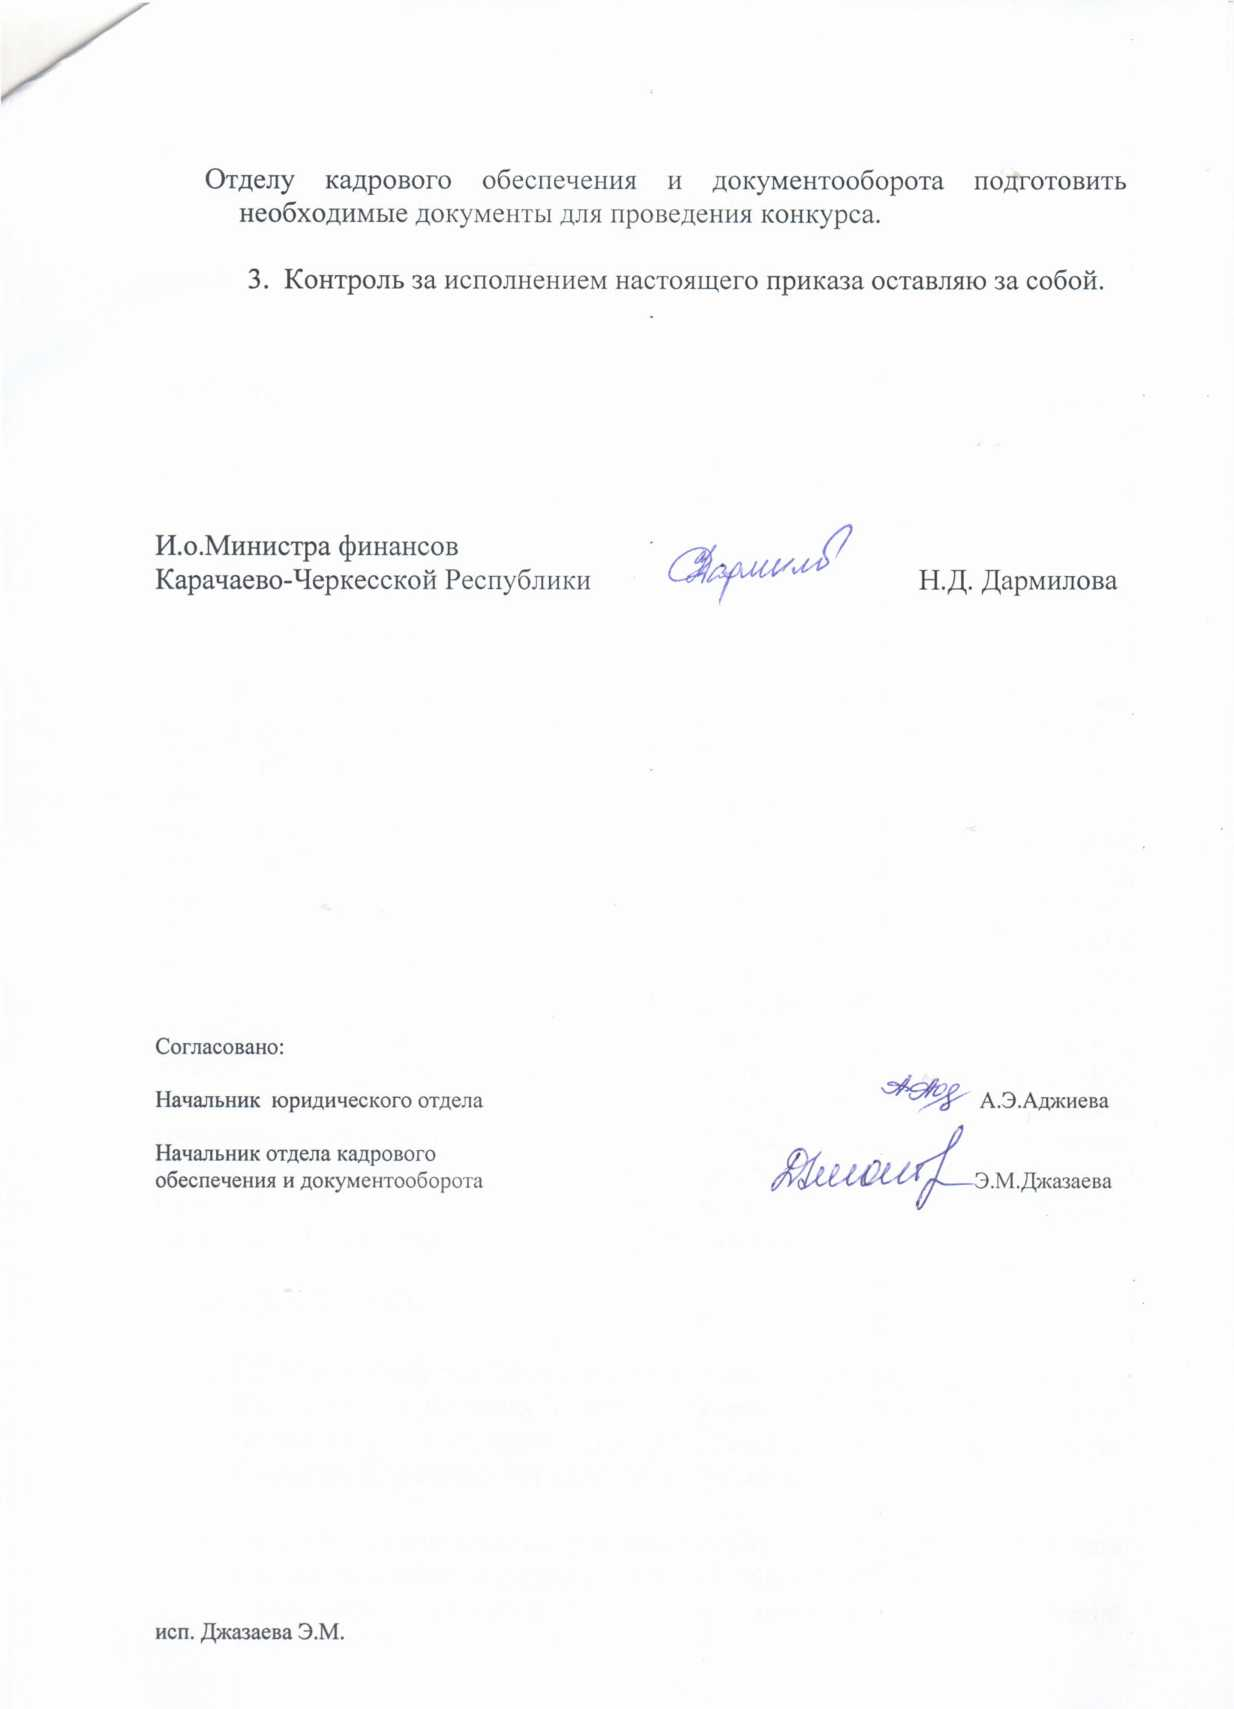 Отделу кадрового обеспечения и документооборота подготовить
необходимые документы для проведения конкурса.
3. Контроль за исполнением настоящего приказа оставляю за собой.
И.о.Министра финансов
Карачаево-Черкесской Республики Н.Д. Дармилова
Согласовано:
Начальник юридического отдела А.Э.Аджиева
Начальник отдела кадрового
обеспечения и документооборота Э.М.Джазаева
исп. Джазаева Э.М.